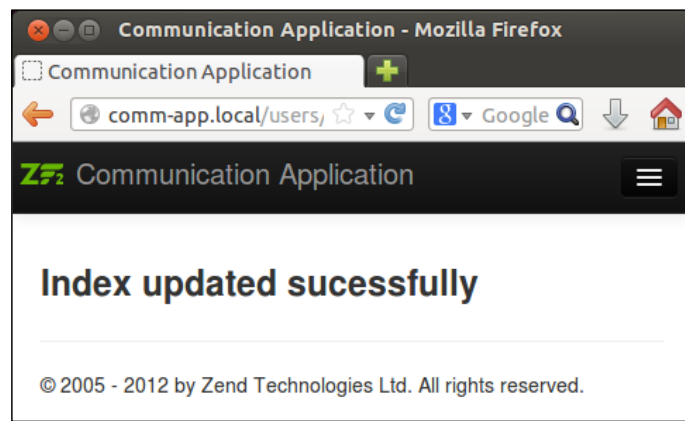 Communication Application - Mozilla Firefox
Communication Application
comm-app.local/users/ Google
ZF2 Communication Application
Index updated sucessfully
© 2005 - 2012 by Zend Technologies Ltd. All rights reserved.